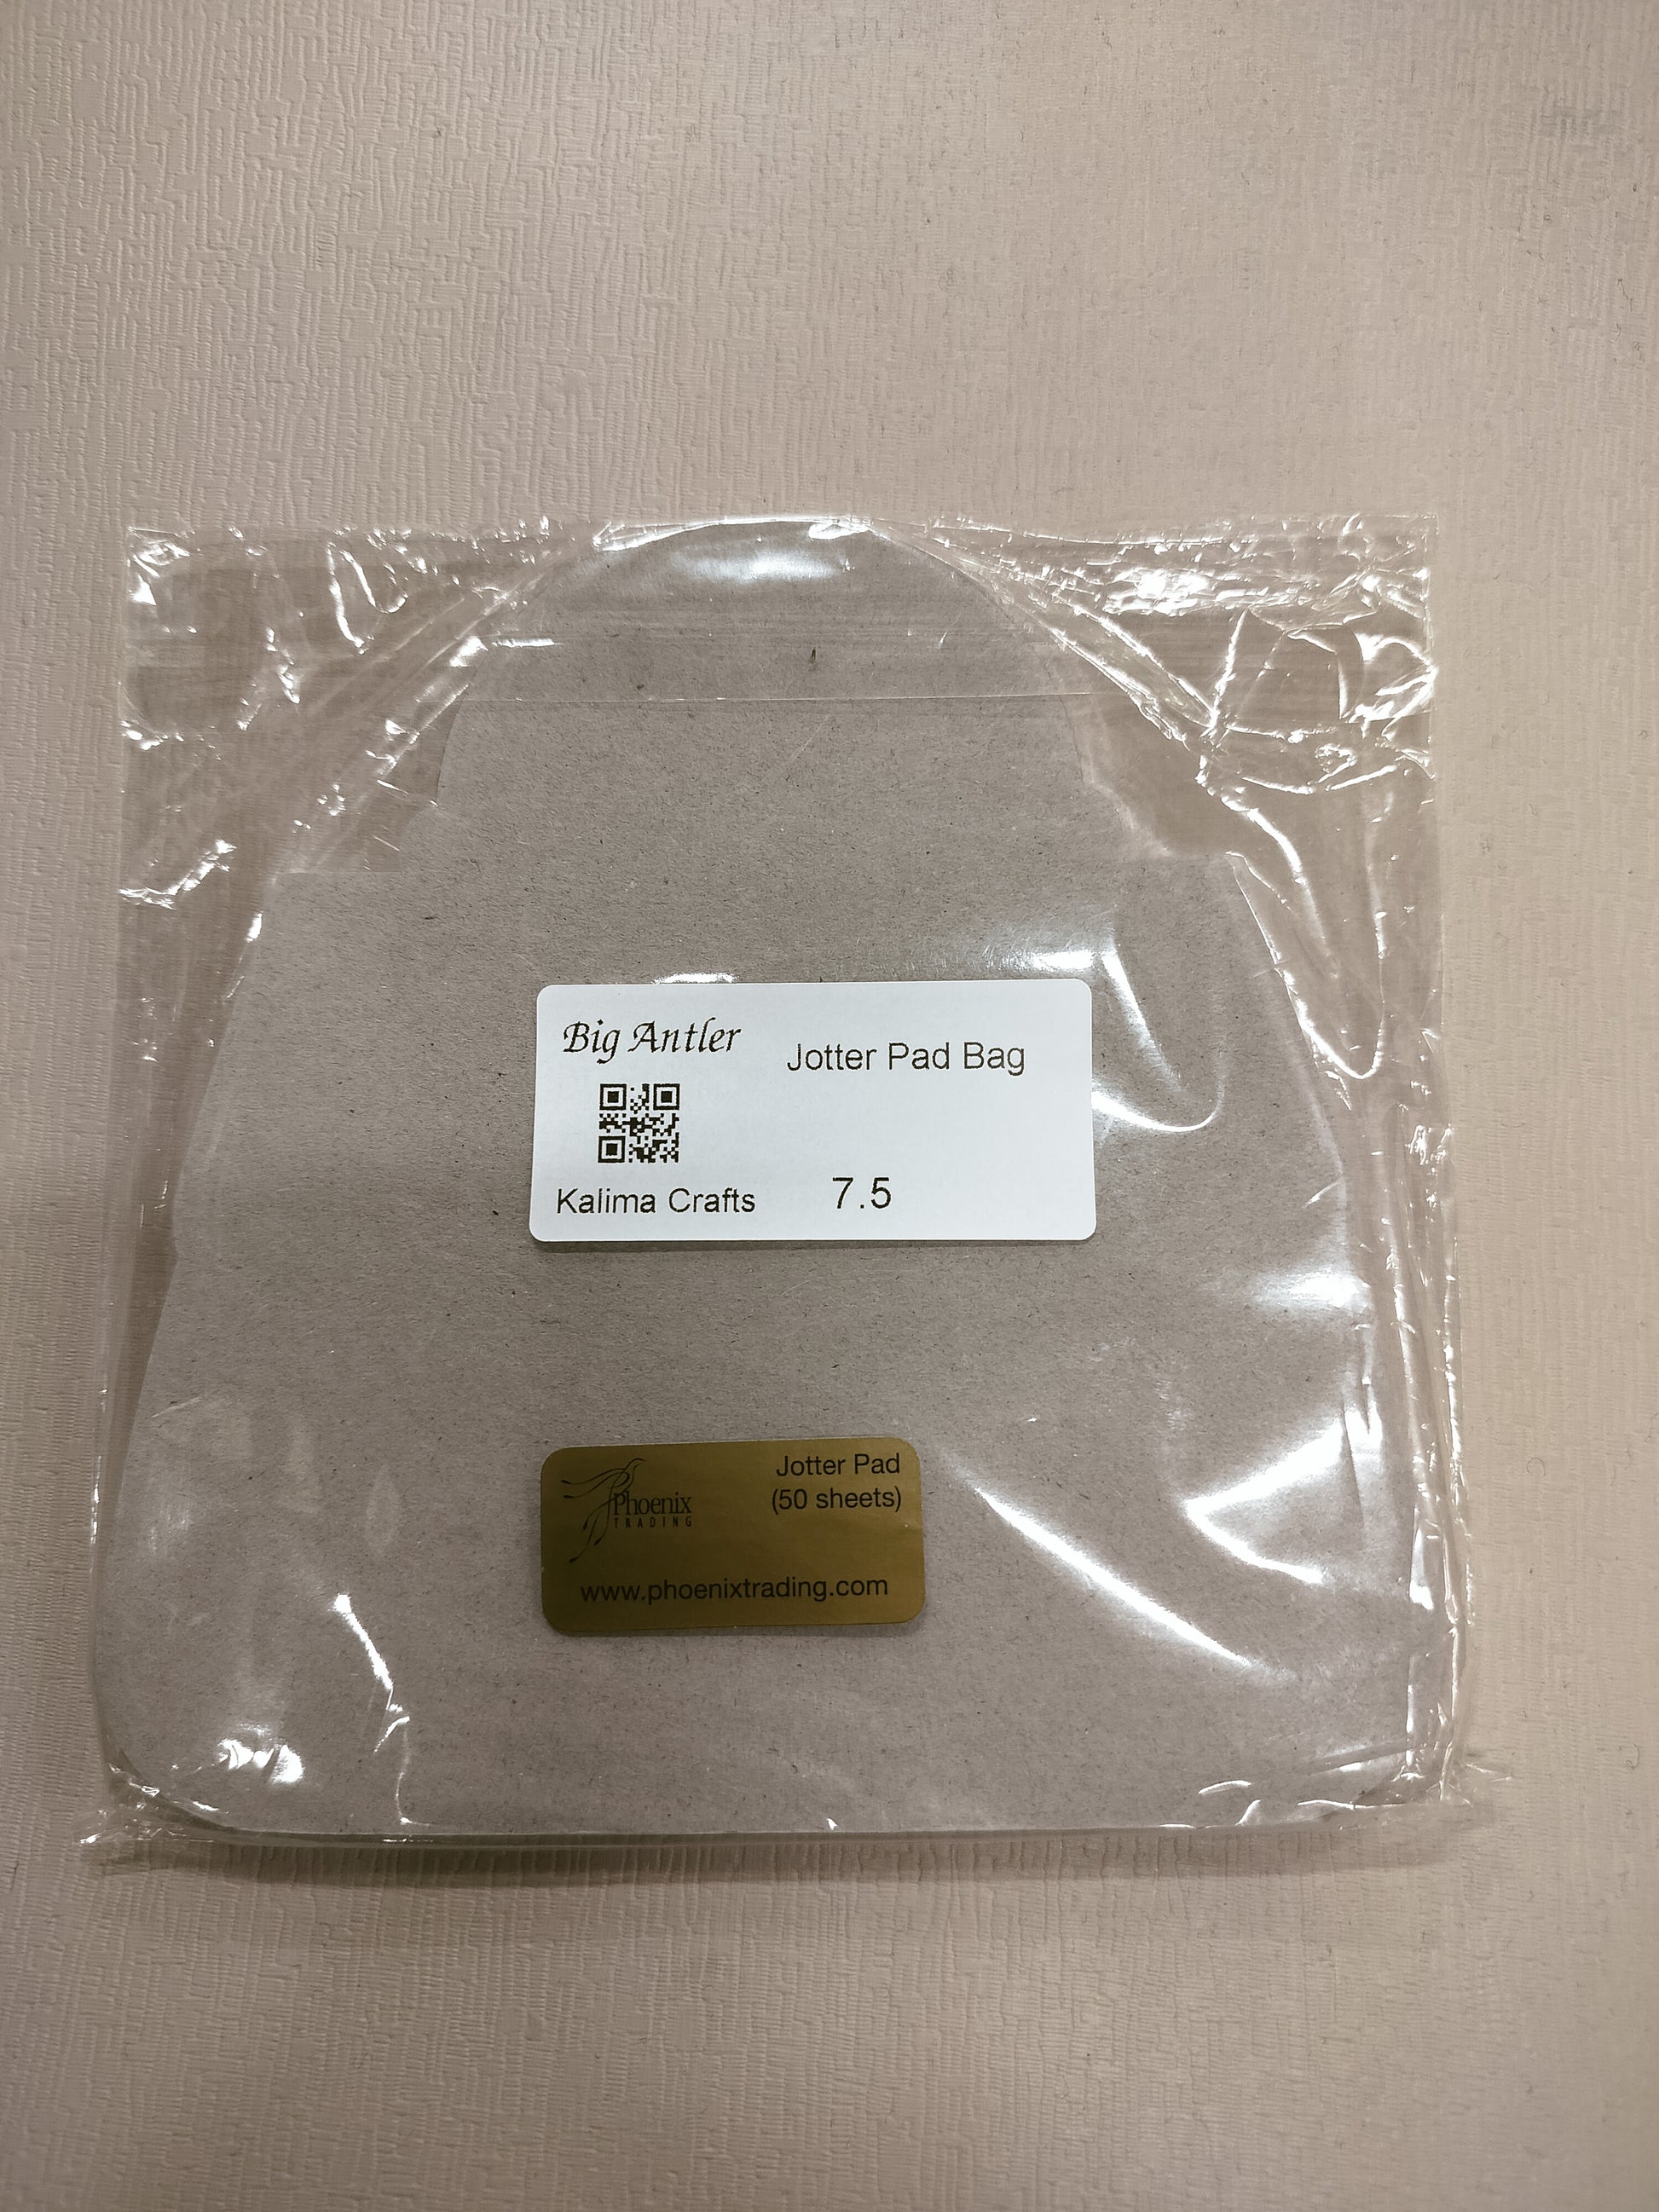 Big Antler
Jotter Pad Bag
Kalima Crafts
7.5
Jotter Pad
(50 sheets)
Phoenix
TRADING
www.phoenixtrading.com